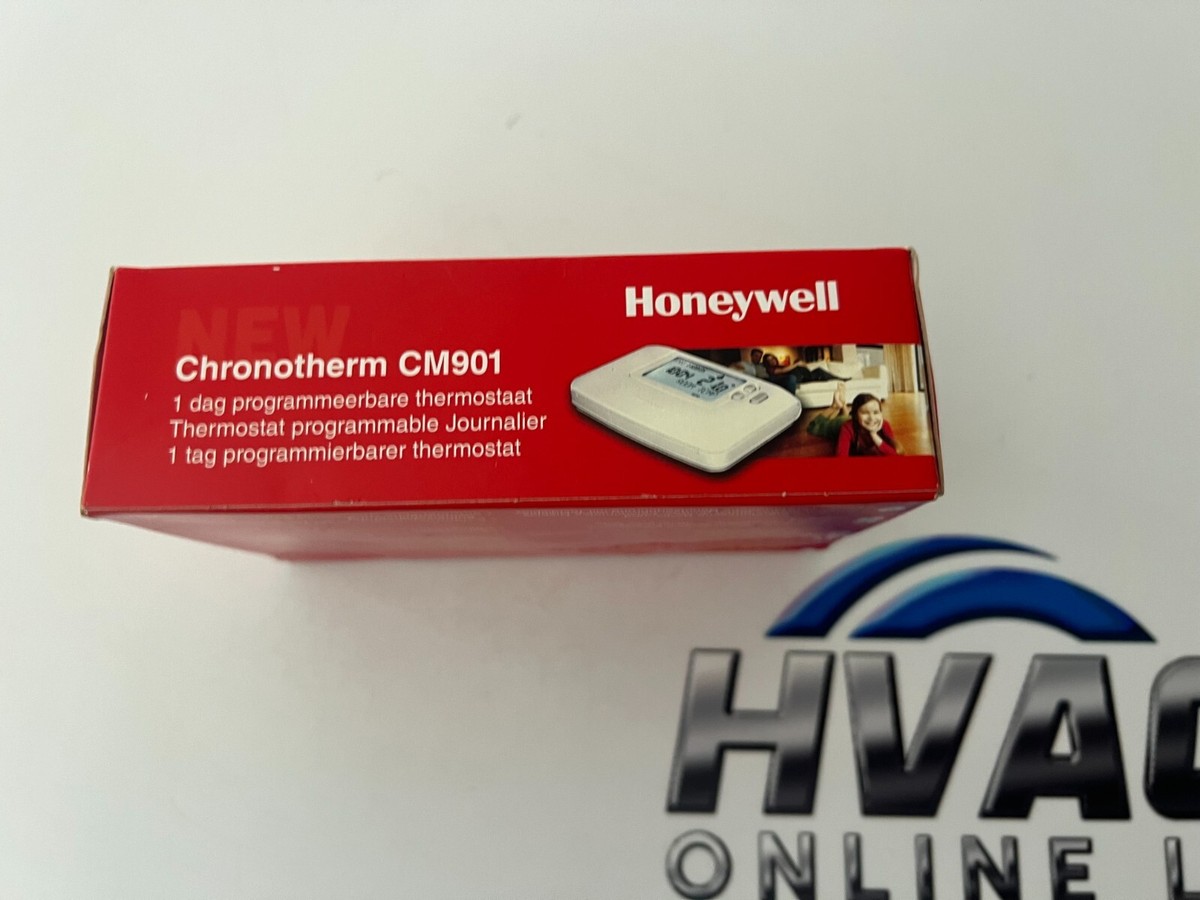 Honeywell
NEW
Chronotherm CM901
1 dag programmeerbare thermostaat
Thermostat programmable Journalier
1 tag programmierbarer thermostat
HVAC
ONLINE L